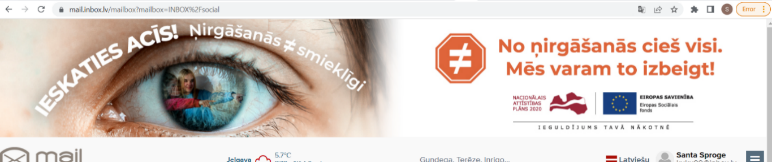 mail.inbox.lv/mailbox?mailbox=INBOX%2Fsocial
S
Error
IESKATIES ACĪS! Nirgāšanās ≠ smieklīgi
No ņirgāšanās cieš visi.
Mēs varam to izbeigt!
NACIONĀLAIS
ATTĪSTĪBAS
PLĀNS 2020
EIROPAS SAVIENĪBA
Eiropas Sociālais
fonds
IEGULDĪJUMS TAVĀ NĀKOTNĒ
mail
Jelgava
5.7°C
Gundega, Terēze,
Latviešu
Santa Sproge